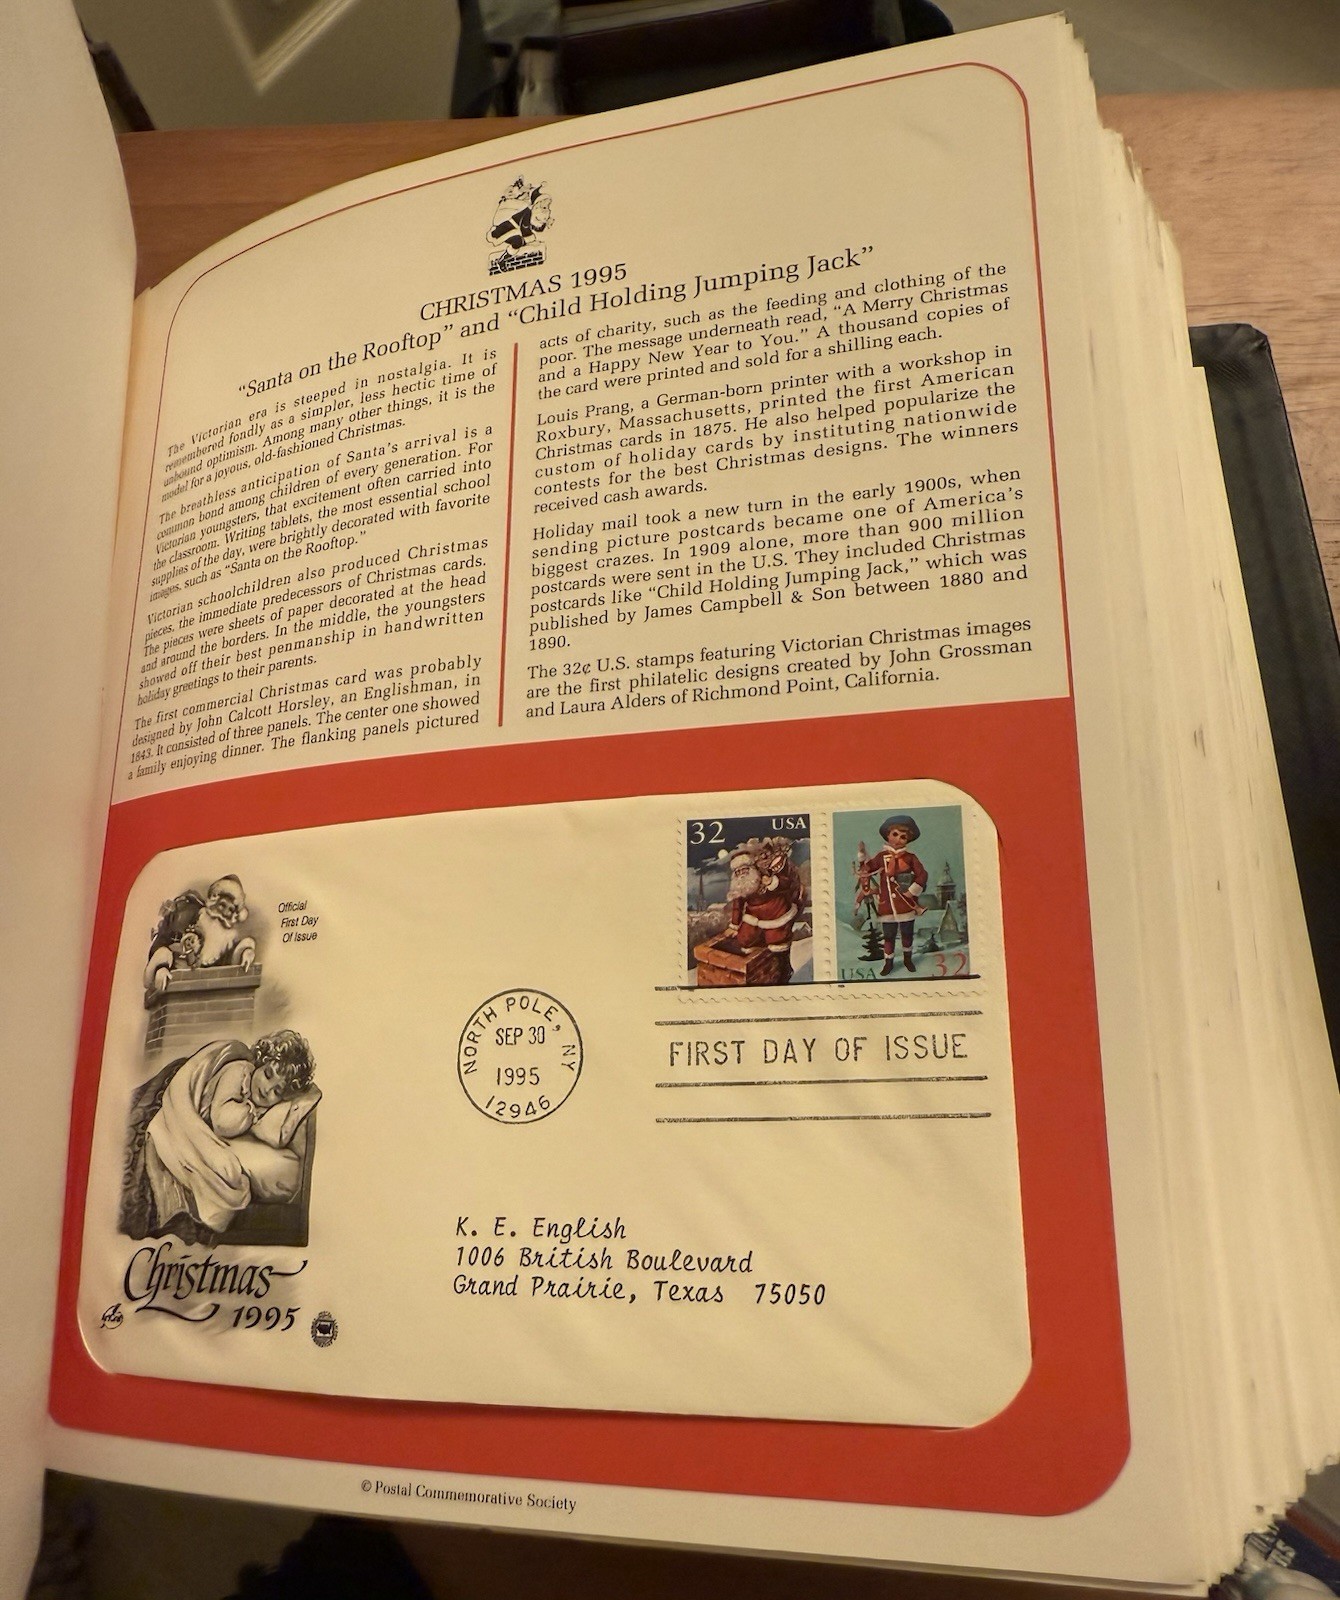 CHRISTMAS 1995
“Santa on the Rooftop” and “Child Holding Jumping Jack”
The Victorian era is steeped in nostalgia. It is
remembered fondly as a simpler, less hectic time of
unbound optimism. Among many other things, it is the
model for a joyous, old-fashioned Christmas.
The breathless anticipation of Santa’s arrival is a
common bond among children of every generation. For
Victorian youngsters, that excitement often carried into
the classroom. Writing tablets, the most essential school
supplies of the day, were brightly decorated with favorite
images, such as “Santa on the Rooftop.”
Victorian schoolchildren also produced Christmas
pieces, the immediate predecessors of Christmas cards.
The pieces were sheets of paper decorated at the head
and around the borders. In the middle, the youngsters
showed off their best penmanship in handwritten
holiday greetings to their parents.
The first commercial Christmas card was probably
designed by John Calcott Horsley, an Englishman, in
1843. It consisted of three panels. The center one showed
a family enjoying dinner. The flanking panels pictured
acts of charity, such as the feeding and clothing of the
poor. The message underneath read, “A Merry Christmas
and a Happy New Year to You.” A thousand copies of
the card were printed and sold for a shilling each.
Louis Prang, a German-born printer with a workshop in
Roxbury, Massachusetts, printed the first American
Christmas cards in 1875. He also helped popularize the
custom of holiday cards by instituting nationwide
contests for the best Christmas designs. The winners
received cash awards.
Holiday mail took a new turn in the early 1900s, when
sending picture postcards became one of America’s
biggest crazes. In 1909 alone, more than 900 million
postcards were sent in the U.S. They included Christmas
postcards like “Child Holding Jumping Jack,” which was
published by James Campbell & Son between 1880 and
1890.
The 32¢ U.S. stamps featuring Victorian Christmas images
are the first philatelic designs created by John Grossman
and Laura Alders of Richmond Point, California.
32 USA
USA 32
Official
First Day
Of Issue
NORTH POLE, NY
SEP 30
1995
12946
FIRST DAY OF ISSUE
K. E. English
1006 British Boulevard
Grand Prairie, Texas 75050
Christmas
1995
© Postal Commemorative Society